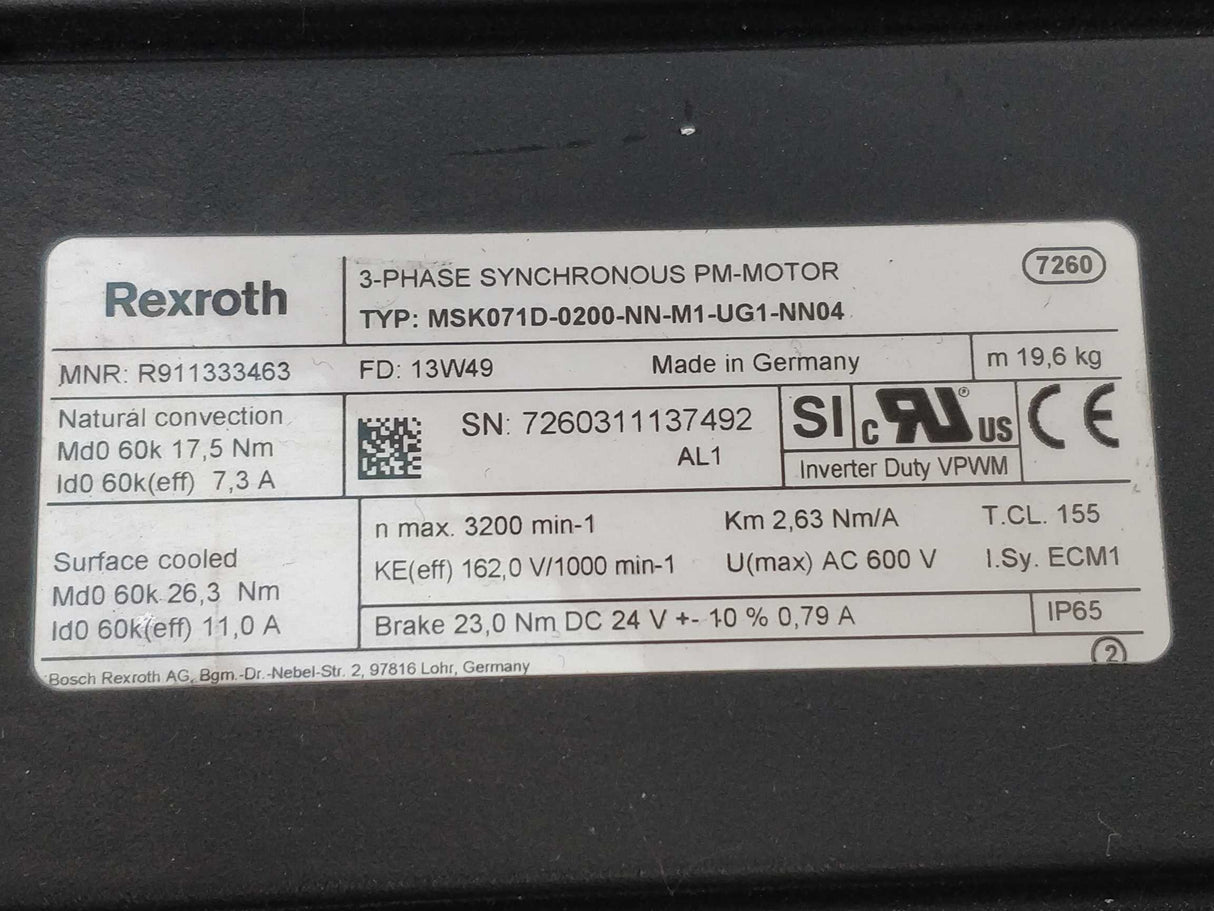 Rexroth
3-PHASE SYNCHRONOUS PM-MOTOR
7260
TYP: MSK071D-0200-NN-M1-UG1-NN04
MNR: R911333463
FD: 13W49
Made in Germany
m 19,6 kg
Natural convection
Md0 60k 17,5 Nm
Id0 60k(eff) 7,3 A
SN: 7260311137492
AL1
SI
c RU® US
Inverter Duty VPWM
CE
Surface cooled
Md0 60k 26,3 Nm
Id0 60k(eff) 11,0 A
n max. 3200 min-1
Km 2,63 Nm/A
T.CL. 155
KE(eff) 162,0 V/1000 min-1
U(max) AC 600 V
I.Sy. ECM1
Brake 23,0 Nm DC 24 V +- 10 % 0,79 A
IP65
Bosch Rexroth AG, Bgm.-Dr.-Nebel-Str. 2, 97816 Lohr, Germany
2